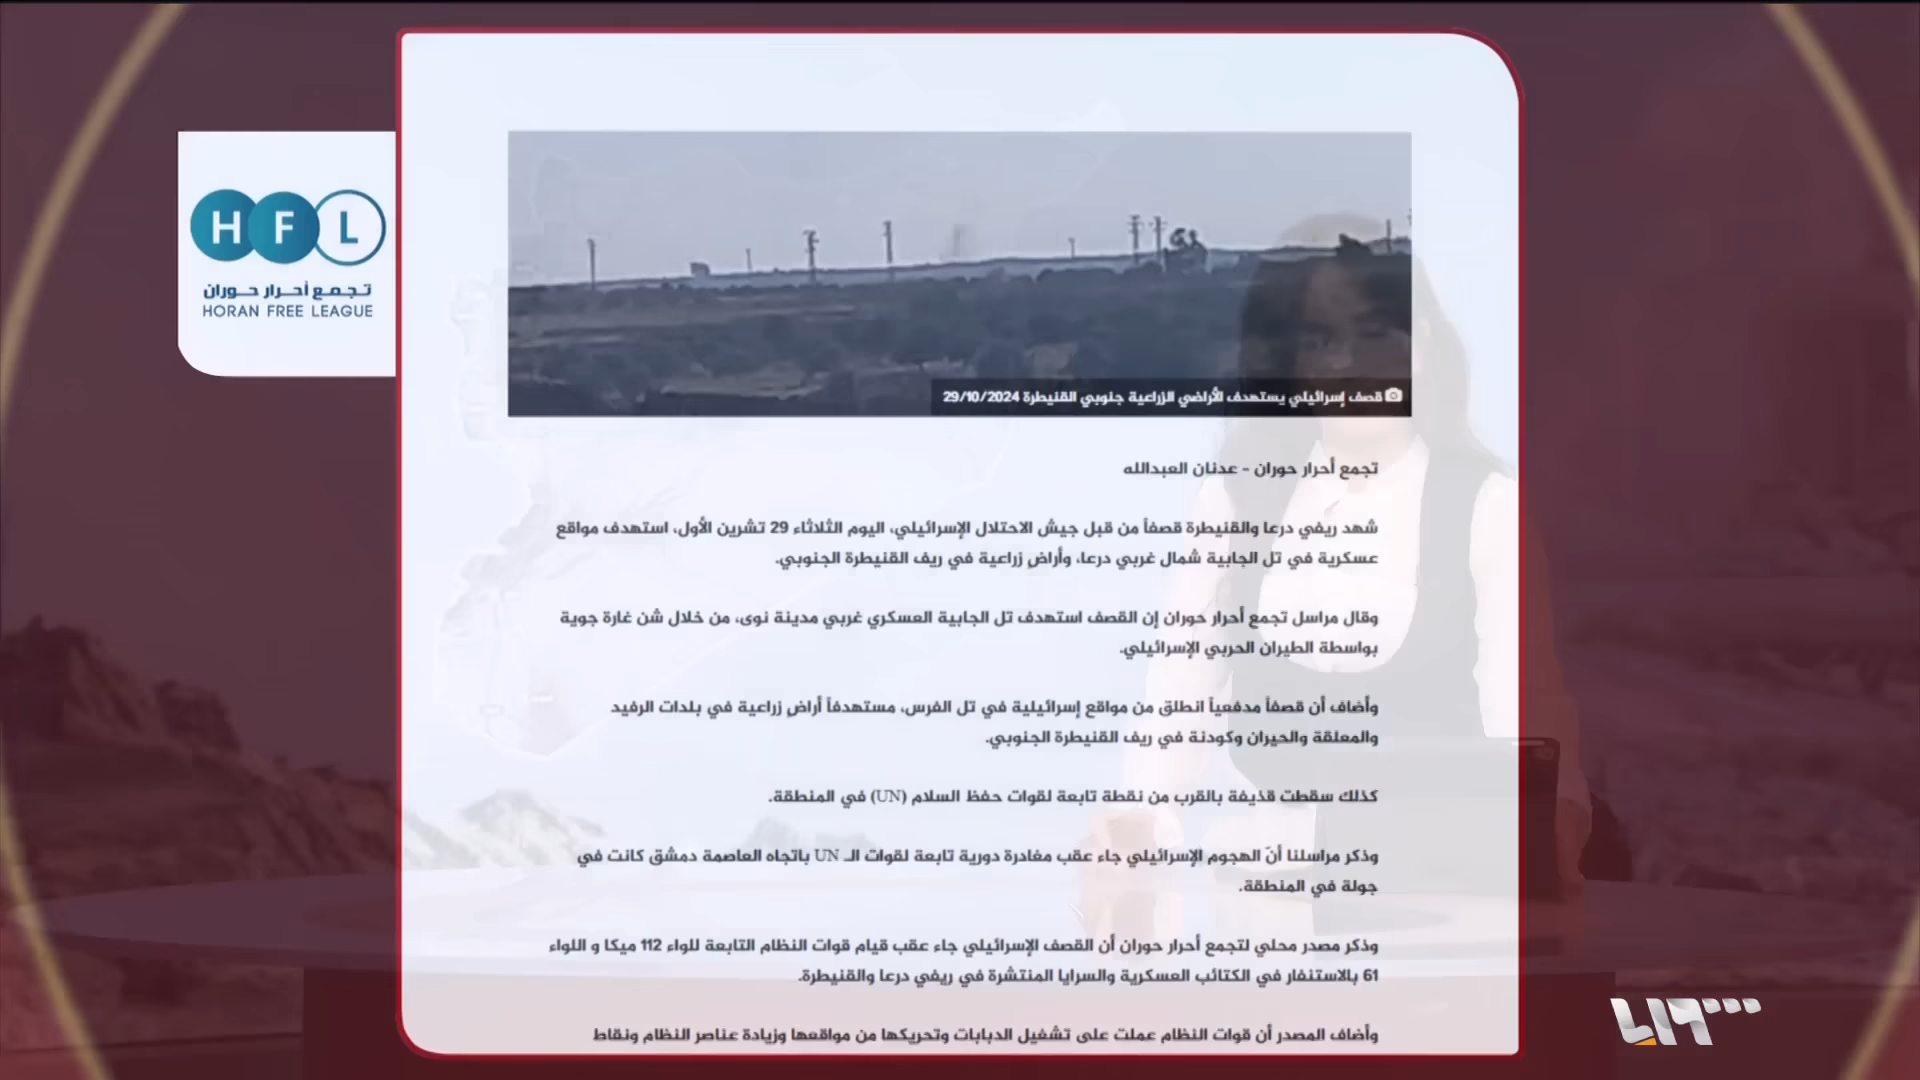 HFL
تجمع أحرار حوران
HORAN FREE LEAGUE
قصف إسرائيلي يستهدف الأراضي الزراعية جنوبي القنيطرة 29/10/2024
تجمع أحرار حوران - عدنان العبدالله
شهد ريفي درعا والقنيطرة قصفاً من قبل جيش الاحتلال الإسرائيلي، اليوم الثلاثاء 29 تشرين الأول، استهدف مواقع
عسكرية في تل الجابية شمال غربي درعا، وأراضٍ زراعية في ريف القنيطرة الجنوبي.
وقال مراسل تجمع أحرار حوران إن القصف استهدف تل الجابية العسكري غربي مدينة نوى، من خلال شن غارة جوية
بواسطة الطيران الحربي الإسرائيلي.
وأضاف أن قصفاً مدفعياً انطلق من مواقع إسرائيلية في تل الفرس، مستهدفاً أراضٍ زراعية في بلدات الرفيد
والمعلقة والحيران وكودنة في ريف القنيطرة الجنوبي.
كذلك سقطت قذيفة بالقرب من نقطة تابعة لقوات حفظ السلام (UN) في المنطقة.
وذكر مراسلنا أنّ الهجوم الإسرائيلي جاء عقب مغادرة دورية تابعة لقوات الـ UN باتجاه العاصمة دمشق كانت في
جولة في المنطقة.
وذكر مصدر محلي لتجمع أحرار حوران أن القصف الإسرائيلي جاء عقب قيام قوات النظام التابعة للواء 112 ميكا و اللواء
61 بالاستنفار في الكتائب العسكرية والسرايا المنتشرة في ريفي درعا والقنيطرة.
وأضاف المصدر أن قوات النظام عملت على تشغيل الدبابات وتحريكها من مواقعها وزيادة عناصر النظام ونقاط